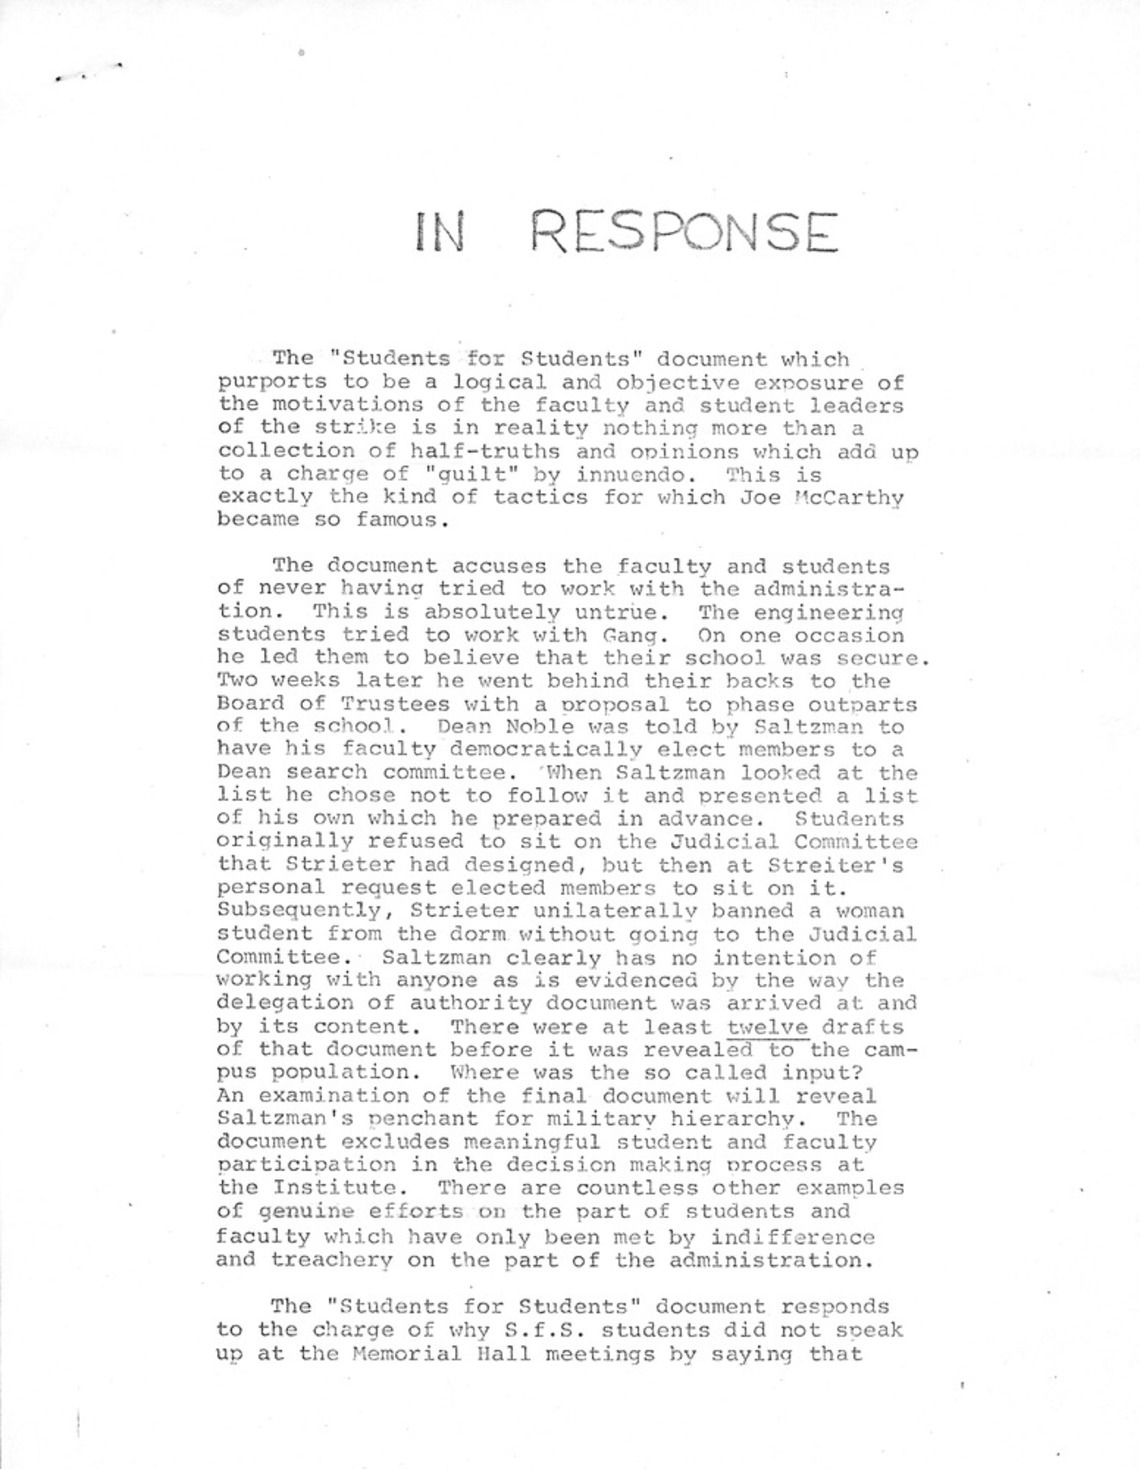 IN RESPONSE
The "Students for Students" document which
purports to be a logical and objective exposure of
the motivations of the faculty and student leaders
of the strike is in reality nothing more than a
collection of half-truths and opinions which add up
to a charge of "guilt" by innuendo. This is
exactly the kind of tactics for which Joe McCarthy
became so famous.
The document accuses the faculty and students
of never having tried to work with the administra-
tion. This is absolutely untrue. The engineering
students tried to work with Gang. On one occasion
he led them to believe that their school was secure.
Two weeks later he went behind their backs to the
Board of Trustees with a proposal to phase outparts
of the school. Dean Noble was told by Saltzman to
have his faculty democratically elect members to a
Dean search committee. When Saltzman looked at the
list he chose not to follow it and presented a list
of his own which he prepared in advance. Students
originally refused to sit on the Judicial Committee
that Strieter had designed, but then at Streiter's
personal request elected members to sit on it.
Subsequently, Strieter unilaterally banned a woman
student from the dorm without going to the Judicial
Committee. Saltzman clearly has no intention of
working with anyone as is evidenced by the way the
delegation of authority document was arrived at and
by its content. There were at least twelve drafts
of that document before it was revealed to the cam-
pus population. Where was the so called input?
An examination of the final document will reveal
Saltzman's penchant for military hierarchy. The
document excludes meaningful student and faculty
participation in the decision making process at
the Institute. There are countless other examples
of genuine efforts on the part of students and
faculty which have only been met by indifference
and treachery on the part of the administration.
The "Students for Students" document responds
to the charge of why S.f.S. students did not speak
up at the Memorial Hall meetings by saying that